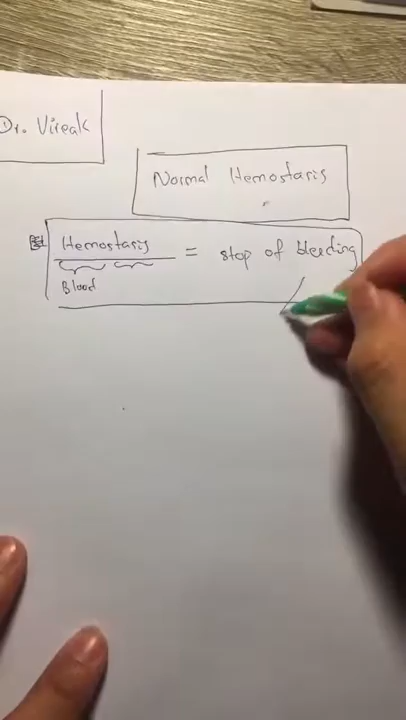 Dr. Vireak
Normal Hemostasis
Hemostasis = stop of bleeding
Blood